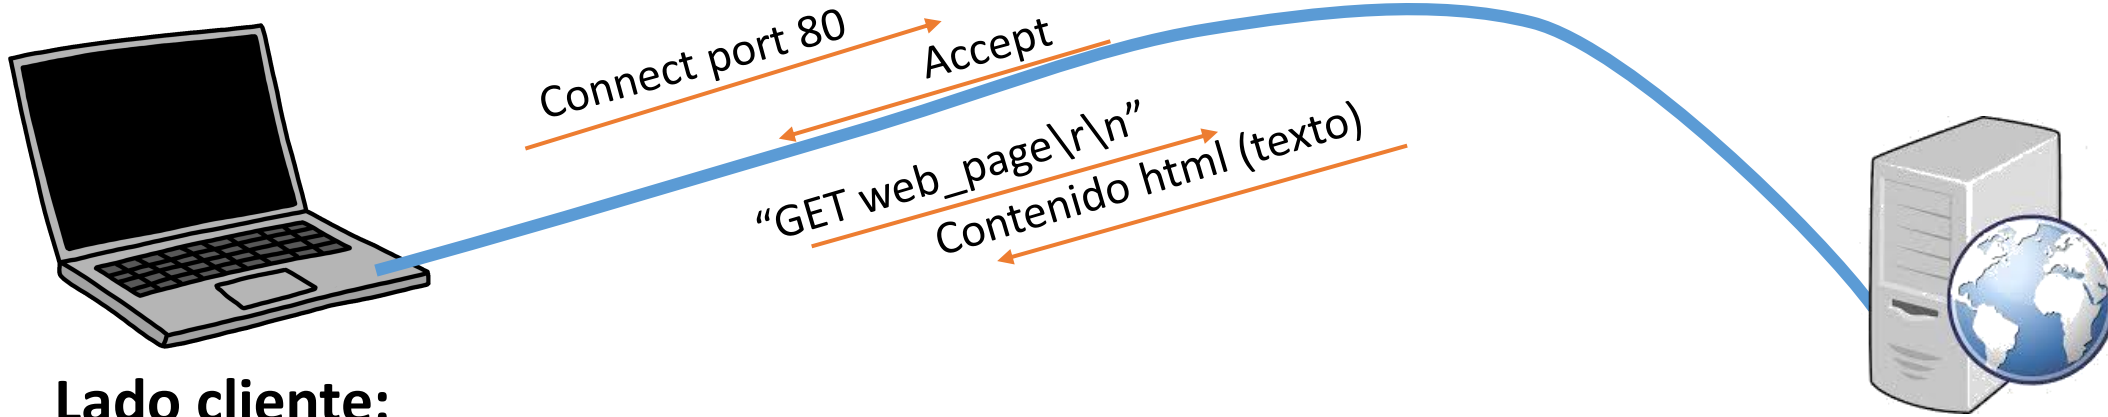 Connect port 80
Accept
“GET web_page\r\n”
Contenido html (texto)
Lado cliente: